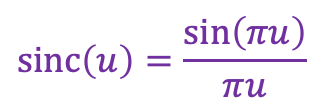 sinc(u) = sin(πu) / πu